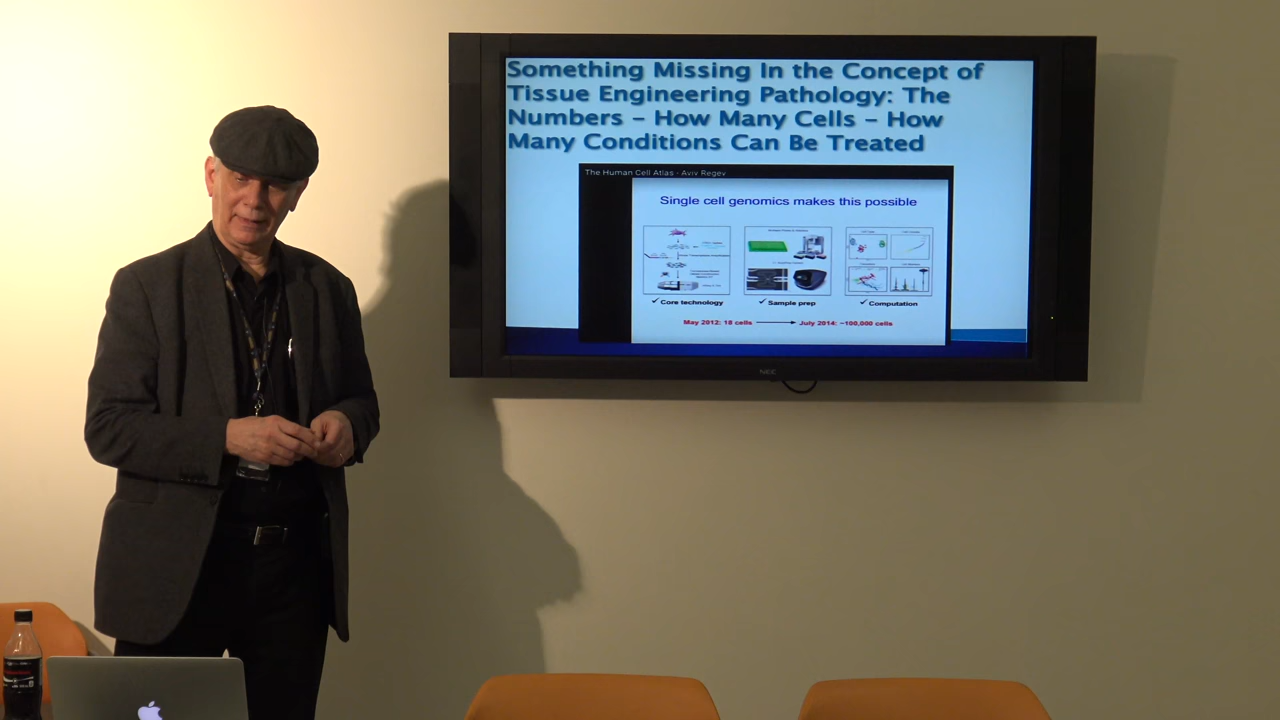 Something Missing In the Concept of
Tissue Engineering Pathology: The
Numbers – How Many Cells – How
Many Conditions Can Be Treated
The Human Cell Atlas - Aviv Regev
Single cell genomics makes this possible
✓ Core technology
✓ Sample prep
✓ Computation
May 2012: 18 cells → July 2014: ~100,000 cells
NEC